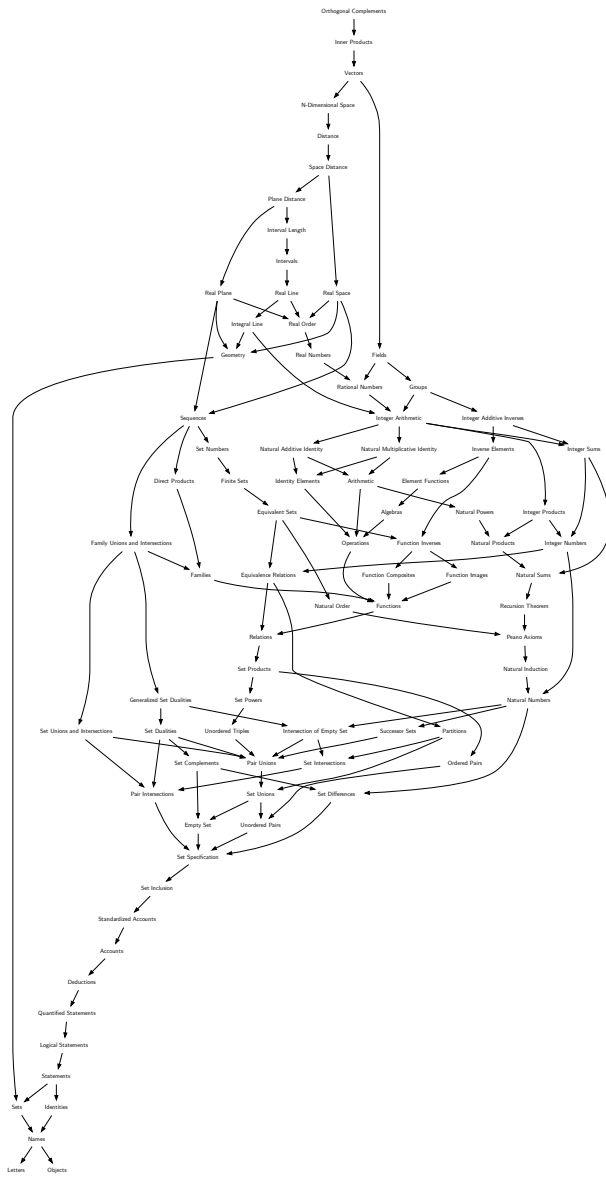 Orthogonal Complements
Inner Products
Vectors
N-Dimensional Space
Distance
Space Distance
Plane Distance
Interval Length
Intervals
Real Plane
Real Line
Real Space
Integral Line
Real Order
Geometry
Real Numbers
Fields
Rational Numbers
Groups
Sequences
Integer Arithmetic
Integer Additive Inverses
Set Numbers
Natural Additive Identity
Natural Multiplicative Identity
Inverse Elements
Integer Sums
Direct Products
Finite Sets
Identity Elements
Arithmetic
Element Functions
Equivalent Sets
Algebras
Natural Powers
Integer Products
Family Unions and Intersections
Operations
Function Inverses
Natural Products
Integer Numbers
Families
Equivalence Relations
Function Composites
Function Images
Natural Sums
Natural Order
Functions
Recursion Theorem
Relations
Peano Axioms
Set Products
Natural Induction
Generalized Set Dualities
Set Powers
Natural Numbers
Set Unions and Intersections
Set Dualities
Unordered Triples
Intersection of Empty Set
Successor Sets
Partitions
Set Complements
Pair Unions
Set Intersections
Ordered Pairs
Pair Intersections
Set Unions
Set Differences
Empty Set
Unordered Pairs
Set Specification
Set Inclusion
Standardized Accounts
Accounts
Deductions
Quantified Statements
Logical Statements
Statements
Sets
Identities
Names
Letters
Objects